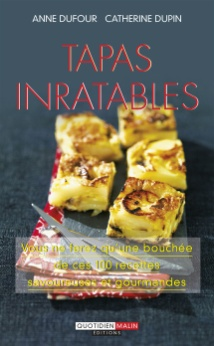 ANNE DUFOUR CATHERINE DUPIN
TAPAS
INRATABLES
Vous ne ferez qu'une bouchée
de ces 100 recettes
savoureuses et gourmandes
QUOTIDIEN MALIN
ÉDITIONS